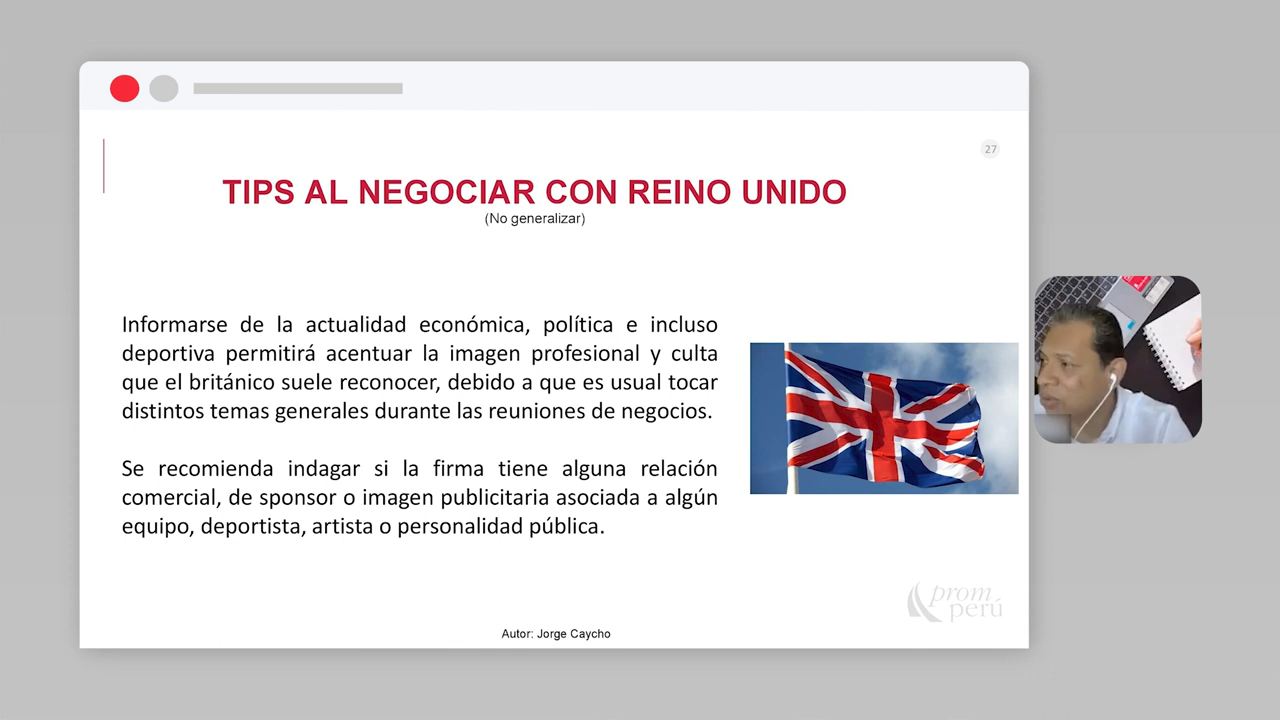 27
TIPS AL NEGOCIAR CON REINO UNIDO
(No generalizar)
Informarse de la actualidad económica, política e incluso
deportiva permitirá acentuar la imagen profesional y culta
que el británico suele reconocer, debido a que es usual tocar
distintos temas generales durante las reuniones de negocios.
Se recomienda indagar si la firma tiene alguna relación
comercial, de sponsor o imagen publicitaria asociada a algún
equipo, deportista, artista o personalidad pública.
prom
perú
Autor: Jorge Caycho